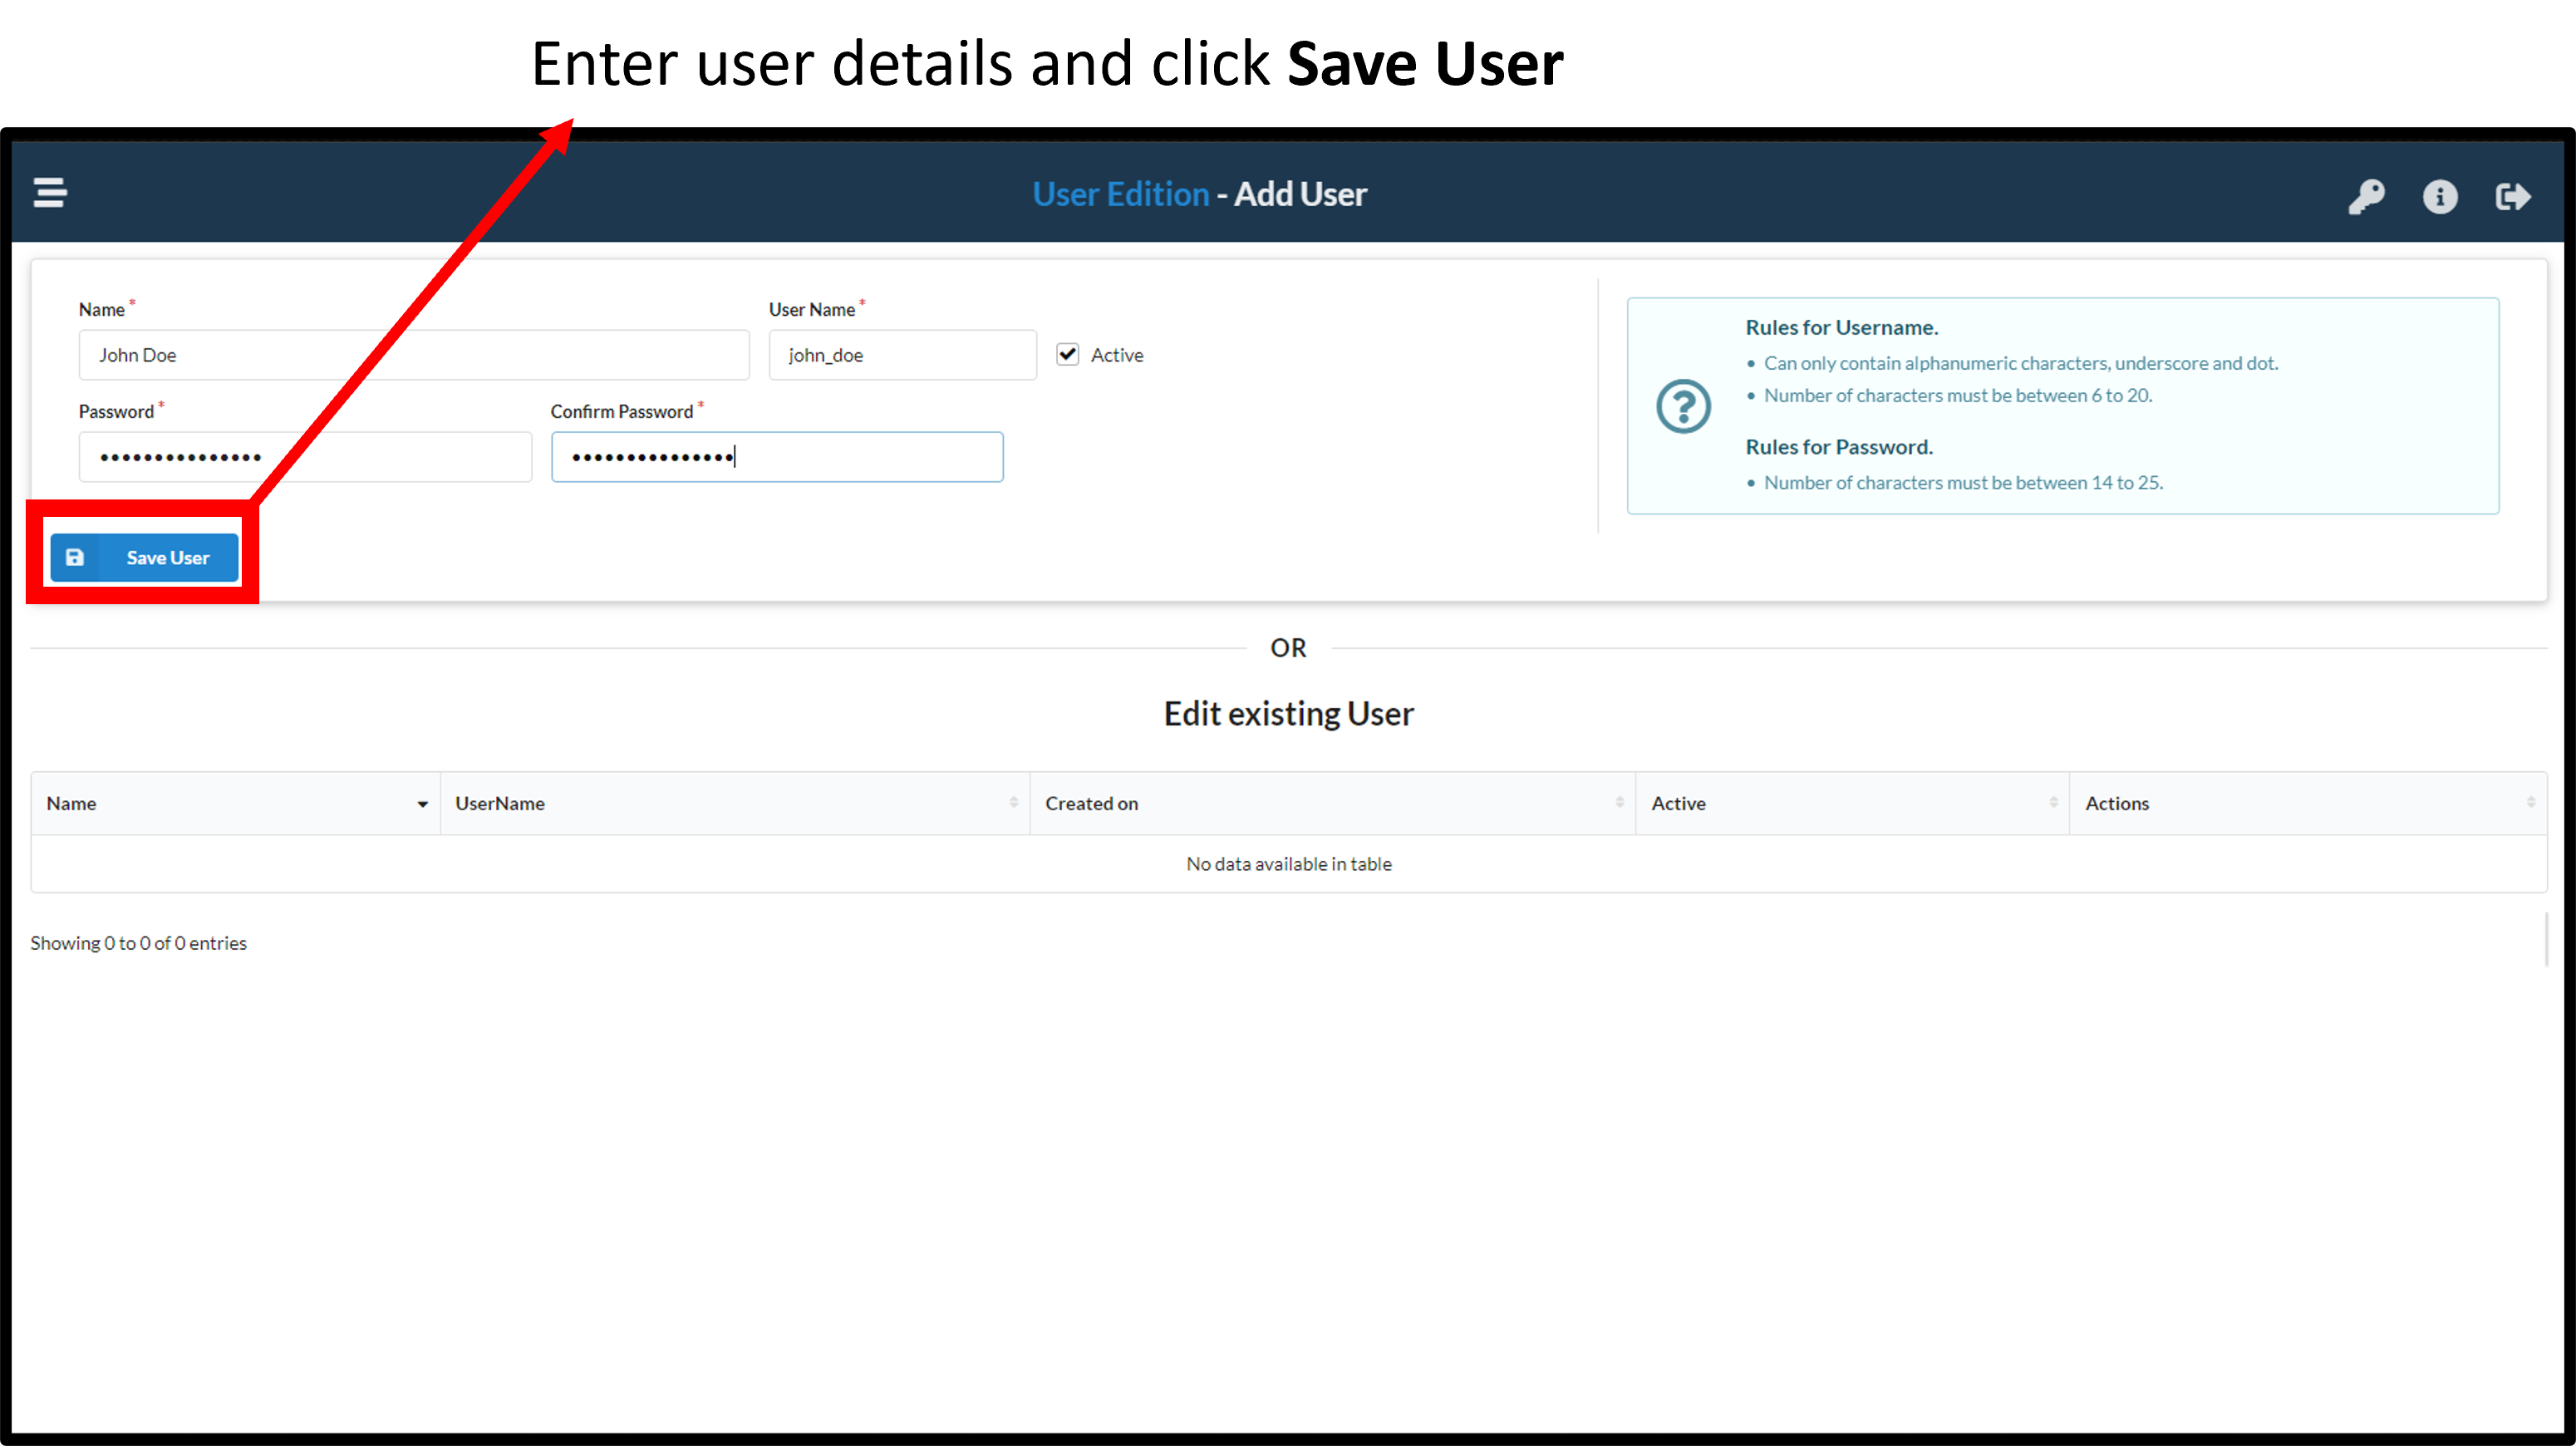 Enter user details and click Save User
User Edition - Add User
Name *
User Name *
John Doe
john_doe
Active
Password *
Confirm Password *
•••••••••••••••
•••••••••••••••
Save User
Rules for Username.
• Can only contain alphanumeric characters, underscore and dot.
• Number of characters must be between 6 to 20.
Rules for Password.
• Number of characters must be between 14 to 25.
OR
Edit existing User
Name UserName Created on Active Actions
No data available in table
Showing 0 to 0 of 0 entries